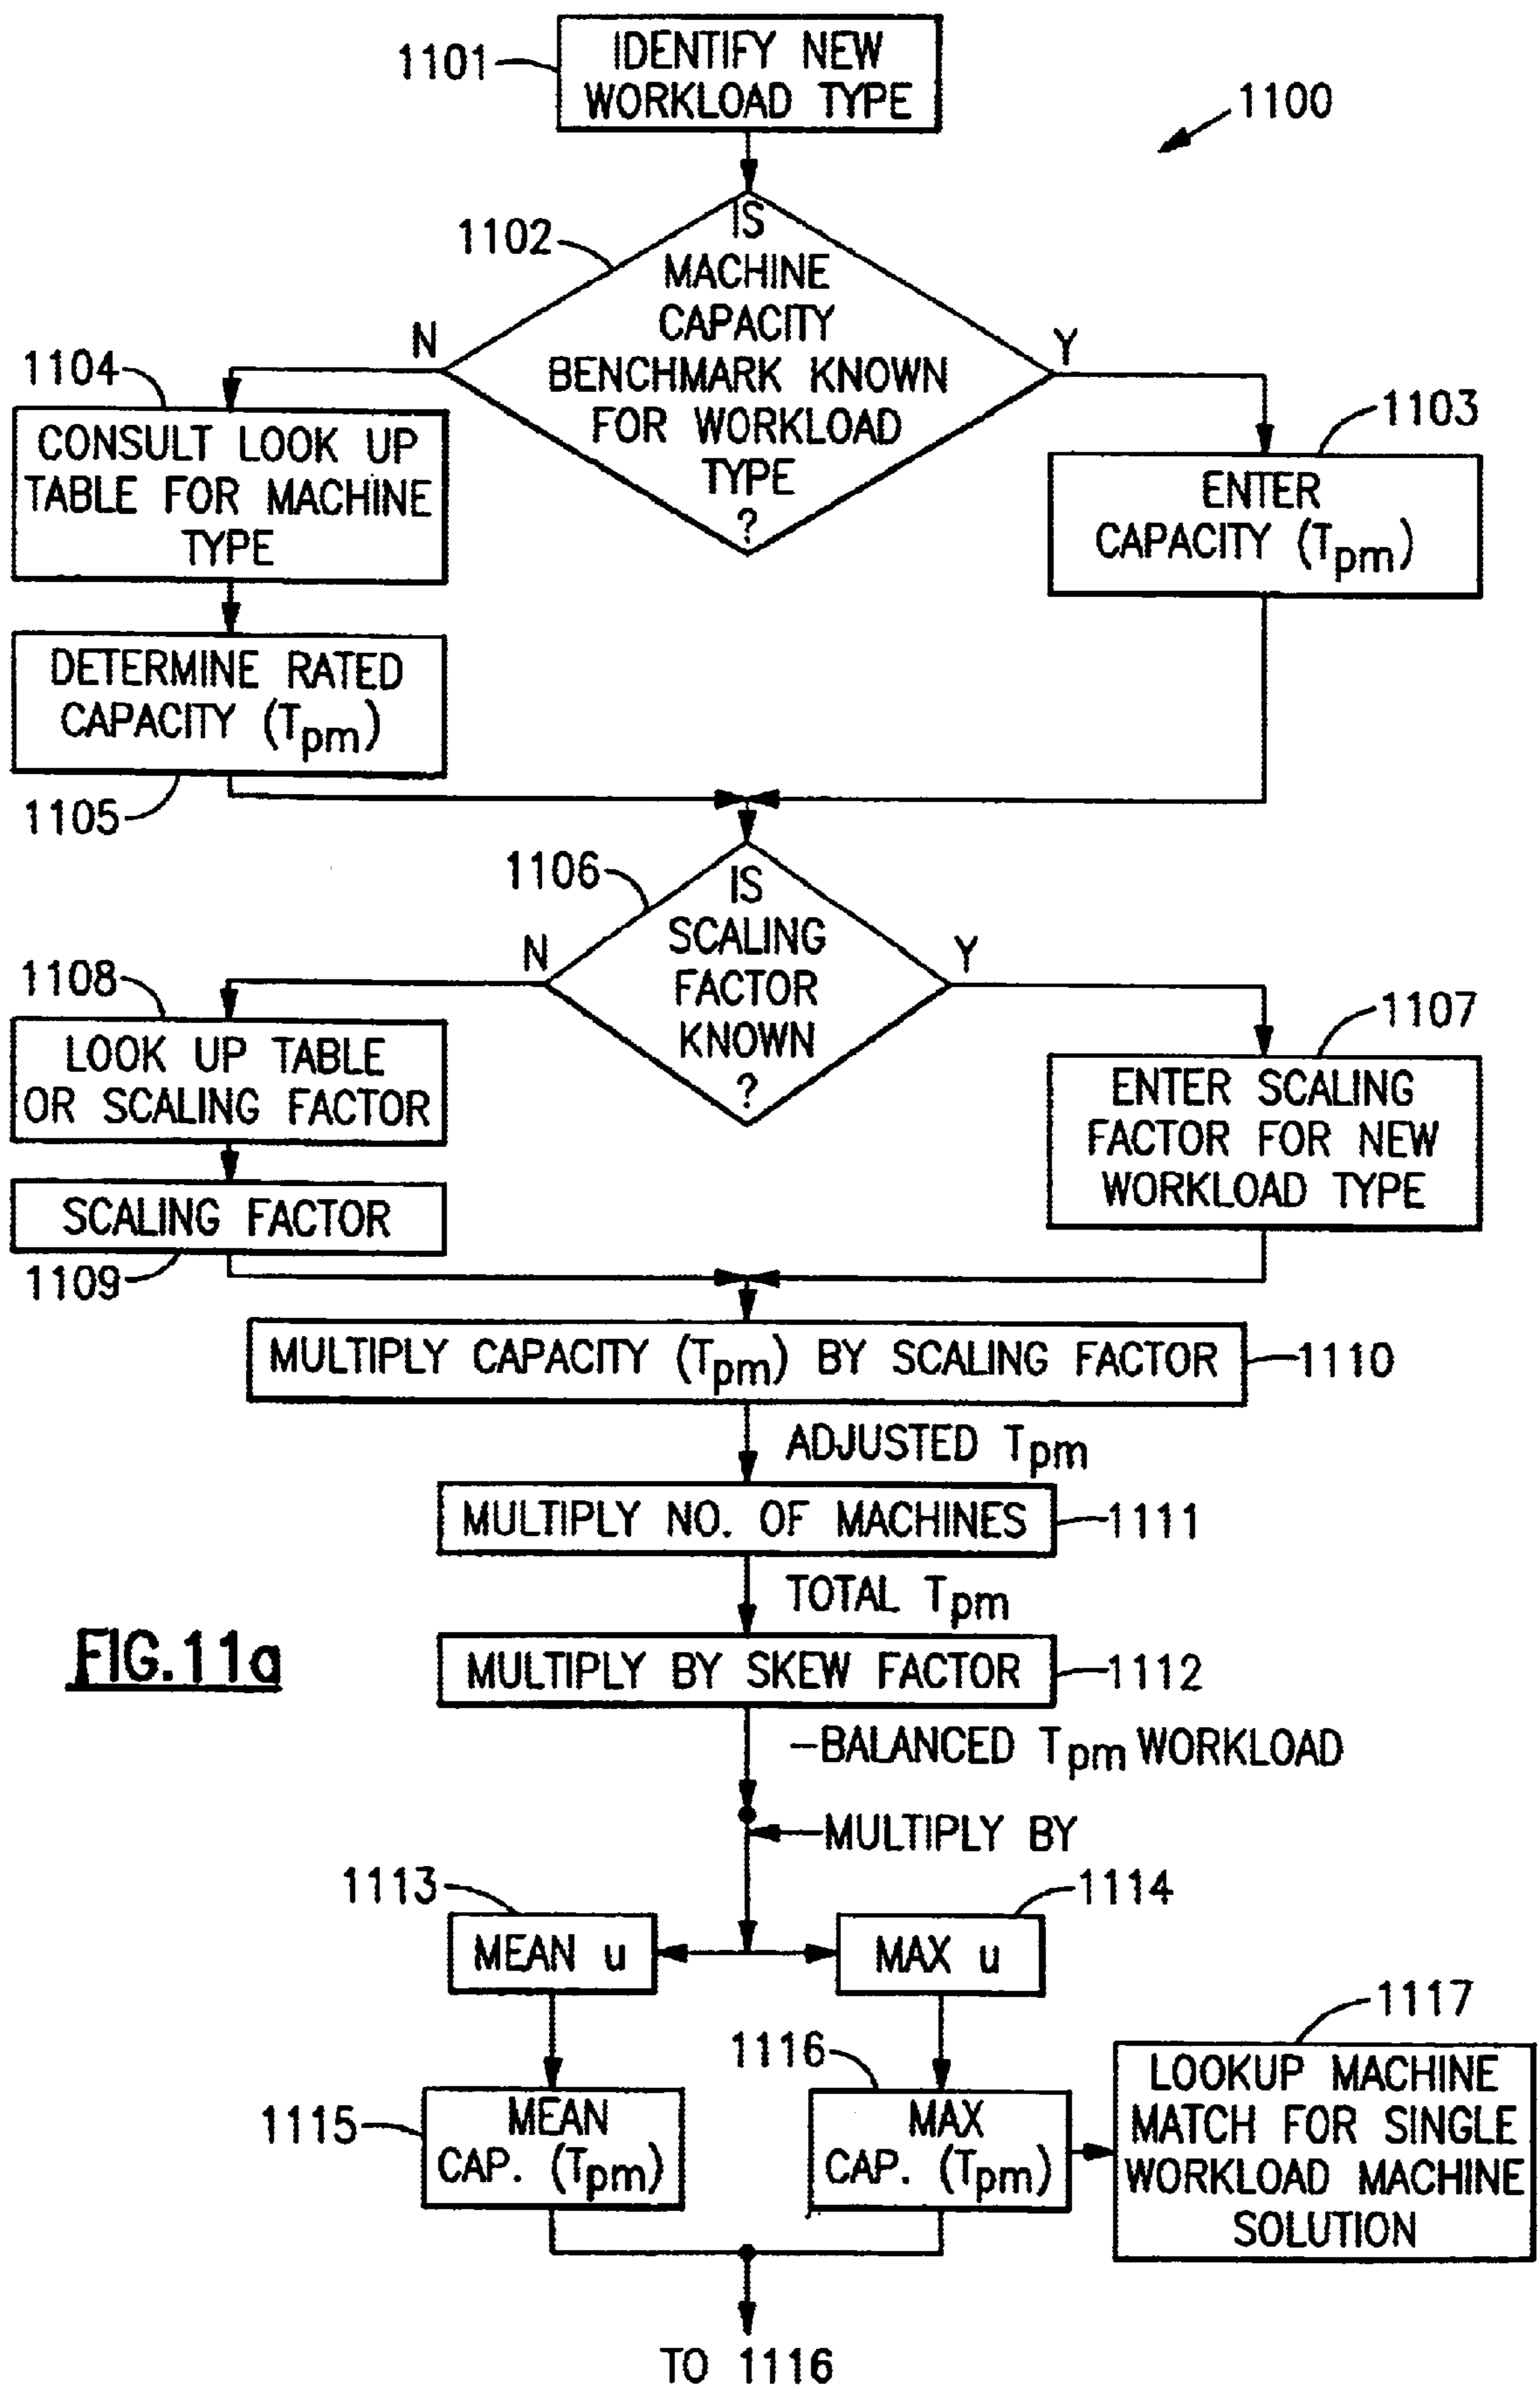 1101
IDENTIFY NEW
WORKLOAD TYPE
1100
1102
IS
MACHINE
CAPACITY
BENCHMARK KNOWN
FOR WORKLOAD
TYPE
?
N
Y
1104
CONSULT LOOK UP
TABLE FOR MACHINE
TYPE
1103
ENTER
CAPACITY (Tpm)
DETERMINE RATED
CAPACITY (Tpm)
1105
1106
IS
SCALING
FACTOR
KNOWN
?
N
Y
1108
LOOK UP TABLE
OR SCALING FACTOR
1107
ENTER SCALING
FACTOR FOR NEW
WORKLOAD TYPE
SCALING FACTOR
1109
MULTIPLY CAPACITY (Tpm) BY SCALING FACTOR
1110
ADJUSTED Tpm
MULTIPLY NO. OF MACHINES
1111
TOTAL Tpm
FIG.11a
MULTIPLY BY SKEW FACTOR
1112
-BALANCED Tpm WORKLOAD
MULTIPLY BY
1113
MEAN u
1114
MAX u
1115
MEAN
CAP. (Tpm)
1116
MAX
CAP. (Tpm)
1117
LOOKUP MACHINE
MATCH FOR SINGLE
WORKLOAD MACHINE
SOLUTION
TO 1116